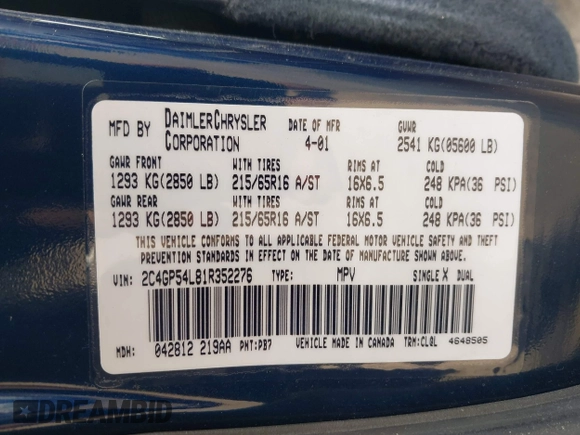 MFD BY DAIMLERCHRYSLER CORPORATION DATE OF MFR 4-01 GVWR 2541 KG(05600 LB)
GAWR FRONT WITH TIRES RIMS AT COLD
1293 KG(2850 LB) 215/65R16 A/ST 16X6.5 248 KPA(36 PSI)
GAWR REAR WITH TIRES RIMS AT COLD
1293 KG(2850 LB) 215/65R16 A/ST 16X6.5 248 KPA(36 PSI)
THIS VEHICLE CONFORMS TO ALL APPLICABLE FEDERAL MOTOR VEHICLE SAFETY AND THEFT
PREVENTION STANDARDS IN EFFECT ON THE DATE OF MANUFACTURE SHOWN ABOVE.
VIN: 2C4GP54L81R352276 TYPE: MPV SINGLE X DUAL
MDH: 042812 219AA PNT:PB7 VEHICLE MADE IN CANADA TRM:CLQL 4648505
DREAMBID